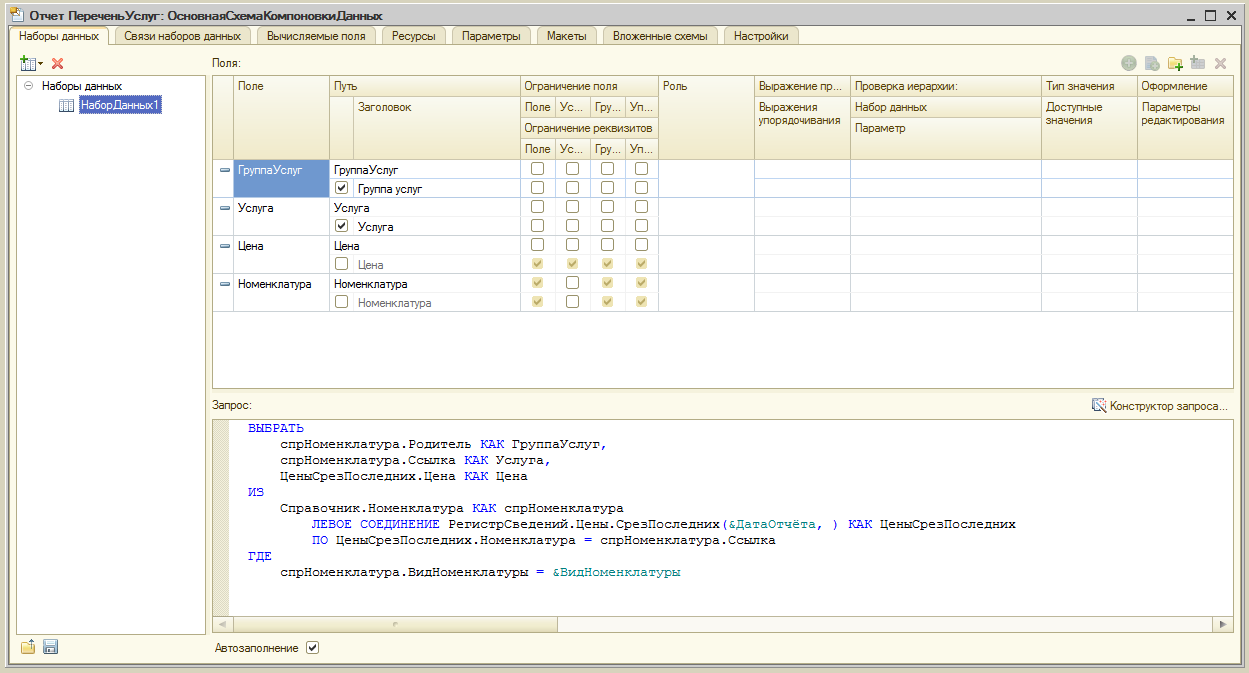 Отчет ПереченьУслуг: ОсновнаяСхемаКомпоновкиДанных
Наборы данных
Связи наборов данных
Вычисляемые поля
Ресурсы
Параметры
Макеты
Вложенные схемы
Настройки
Наборы данных
НаборДанных1
Поля:
Поле
Путь
Заголовок
Ограничение поля
Поле Ус... Гру... Уп...
Ограничение реквизитов
Поле Ус... Гру... Уп...
Роль
Выражение пр...
Выражения
упорядочивания
Проверка иерархии:
Набор данных
Параметр
Тип значения
Доступные
значения
Оформление
Параметры
редактирования
ГруппаУслуг ГруппаУслуг
Группа услуг
Услуга Услуга
Услуга
Цена Цена
Цена
Номенклатура Номенклатура
Номенклатура
Запрос:
Конструктор запроса...
ВЫБРАТЬ
спрНоменклатура.Родитель КАК ГруппаУслуг,
спрНоменклатура.Ссылка КАК Услуга,
ЦеныСрезПоследних.Цена КАК Цена
ИЗ
Справочник.Номенклатура КАК спрНоменклатура
ЛЕВОЕ СОЕДИНЕНИЕ РегистрСведений.Цены.СрезПоследних(&ДатаОтчёта, ) КАК ЦеныСрезПоследних
ПО ЦеныСрезПоследних.Номенклатура = спрНоменклатура.Ссылка
ГДЕ
спрНоменклатура.ВидНоменклатуры = &ВидНоменклатуры
Автозаполнение